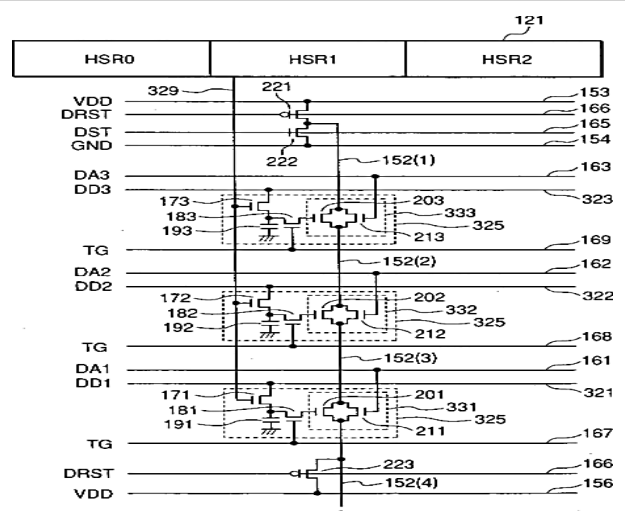 121
HSR0 HSR1 HSR2
329 221
VDD 153
DRST 166
DST 165
GND 154
222
152(1)
DA3 163
DD3 323
173 203
183 333
193 325
213
TG 169
DA2 152(2) 162
DD2 322
172 202
182 332
192 325
212
TG 168
152(3)
DA1 161
DD1 321
171 201
181 331
191 325
211
TG 167
DRST 223 166
152(4)
VDD 156